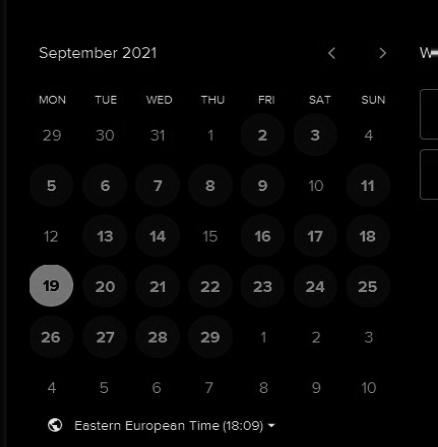 September 2021
MON TUE WED THU FRI SAT SUN
29 30 31 1 2 3 4
5 6 7 8 9 10 11
12 13 14 15 16 17 18
19 20 21 22 23 24 25
26 27 28 29 1 2 3
4 5 6 7 8 9 10
Eastern European Time (18:09)